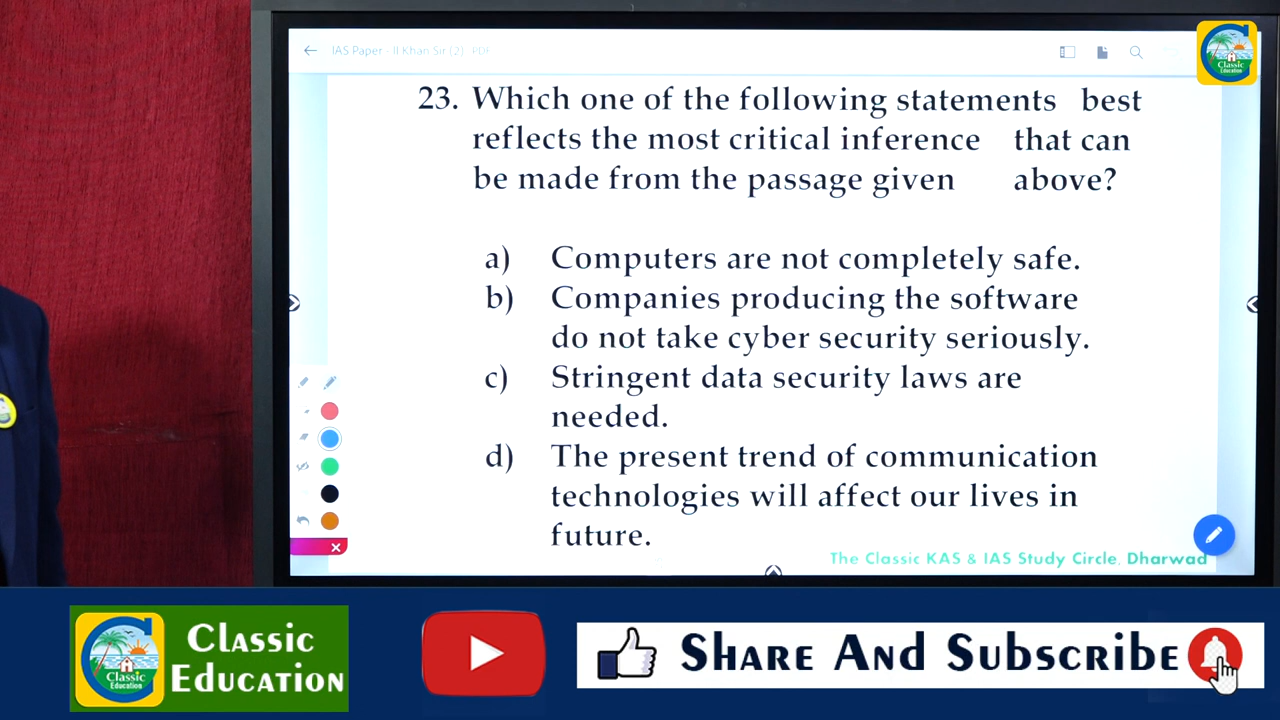 IAS Paper - II Khan Sir (2) PDF
Classic
Education
23. Which one of the following statements best
reflects the most critical inference that can
be made from the passage given above?
a) Computers are not completely safe.
b) Companies producing the software
do not take cyber security seriously.
c) Stringent data security laws are
needed.
d) The present trend of communication
technologies will affect our lives in
future.
The Classic KAS & IAS Study Circle, Dharwad
Classic
Education
Classic
Education
Share And Subscribe